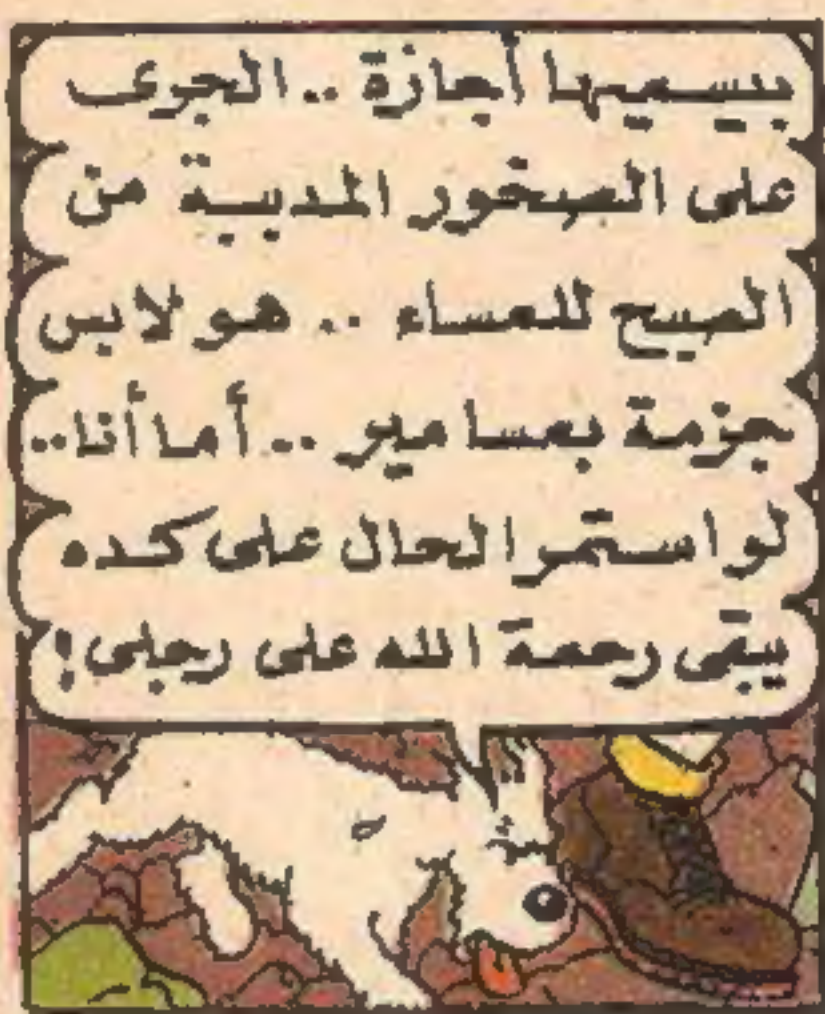 بيسميها أجازة .. الجرى
على الصخور المدببة من
الصبح للمساء .. هو لابس
جزمة بمسامير .. أما أنا ..
لو استمر الحال على كده
يبقى رحمة الله على رجلى !